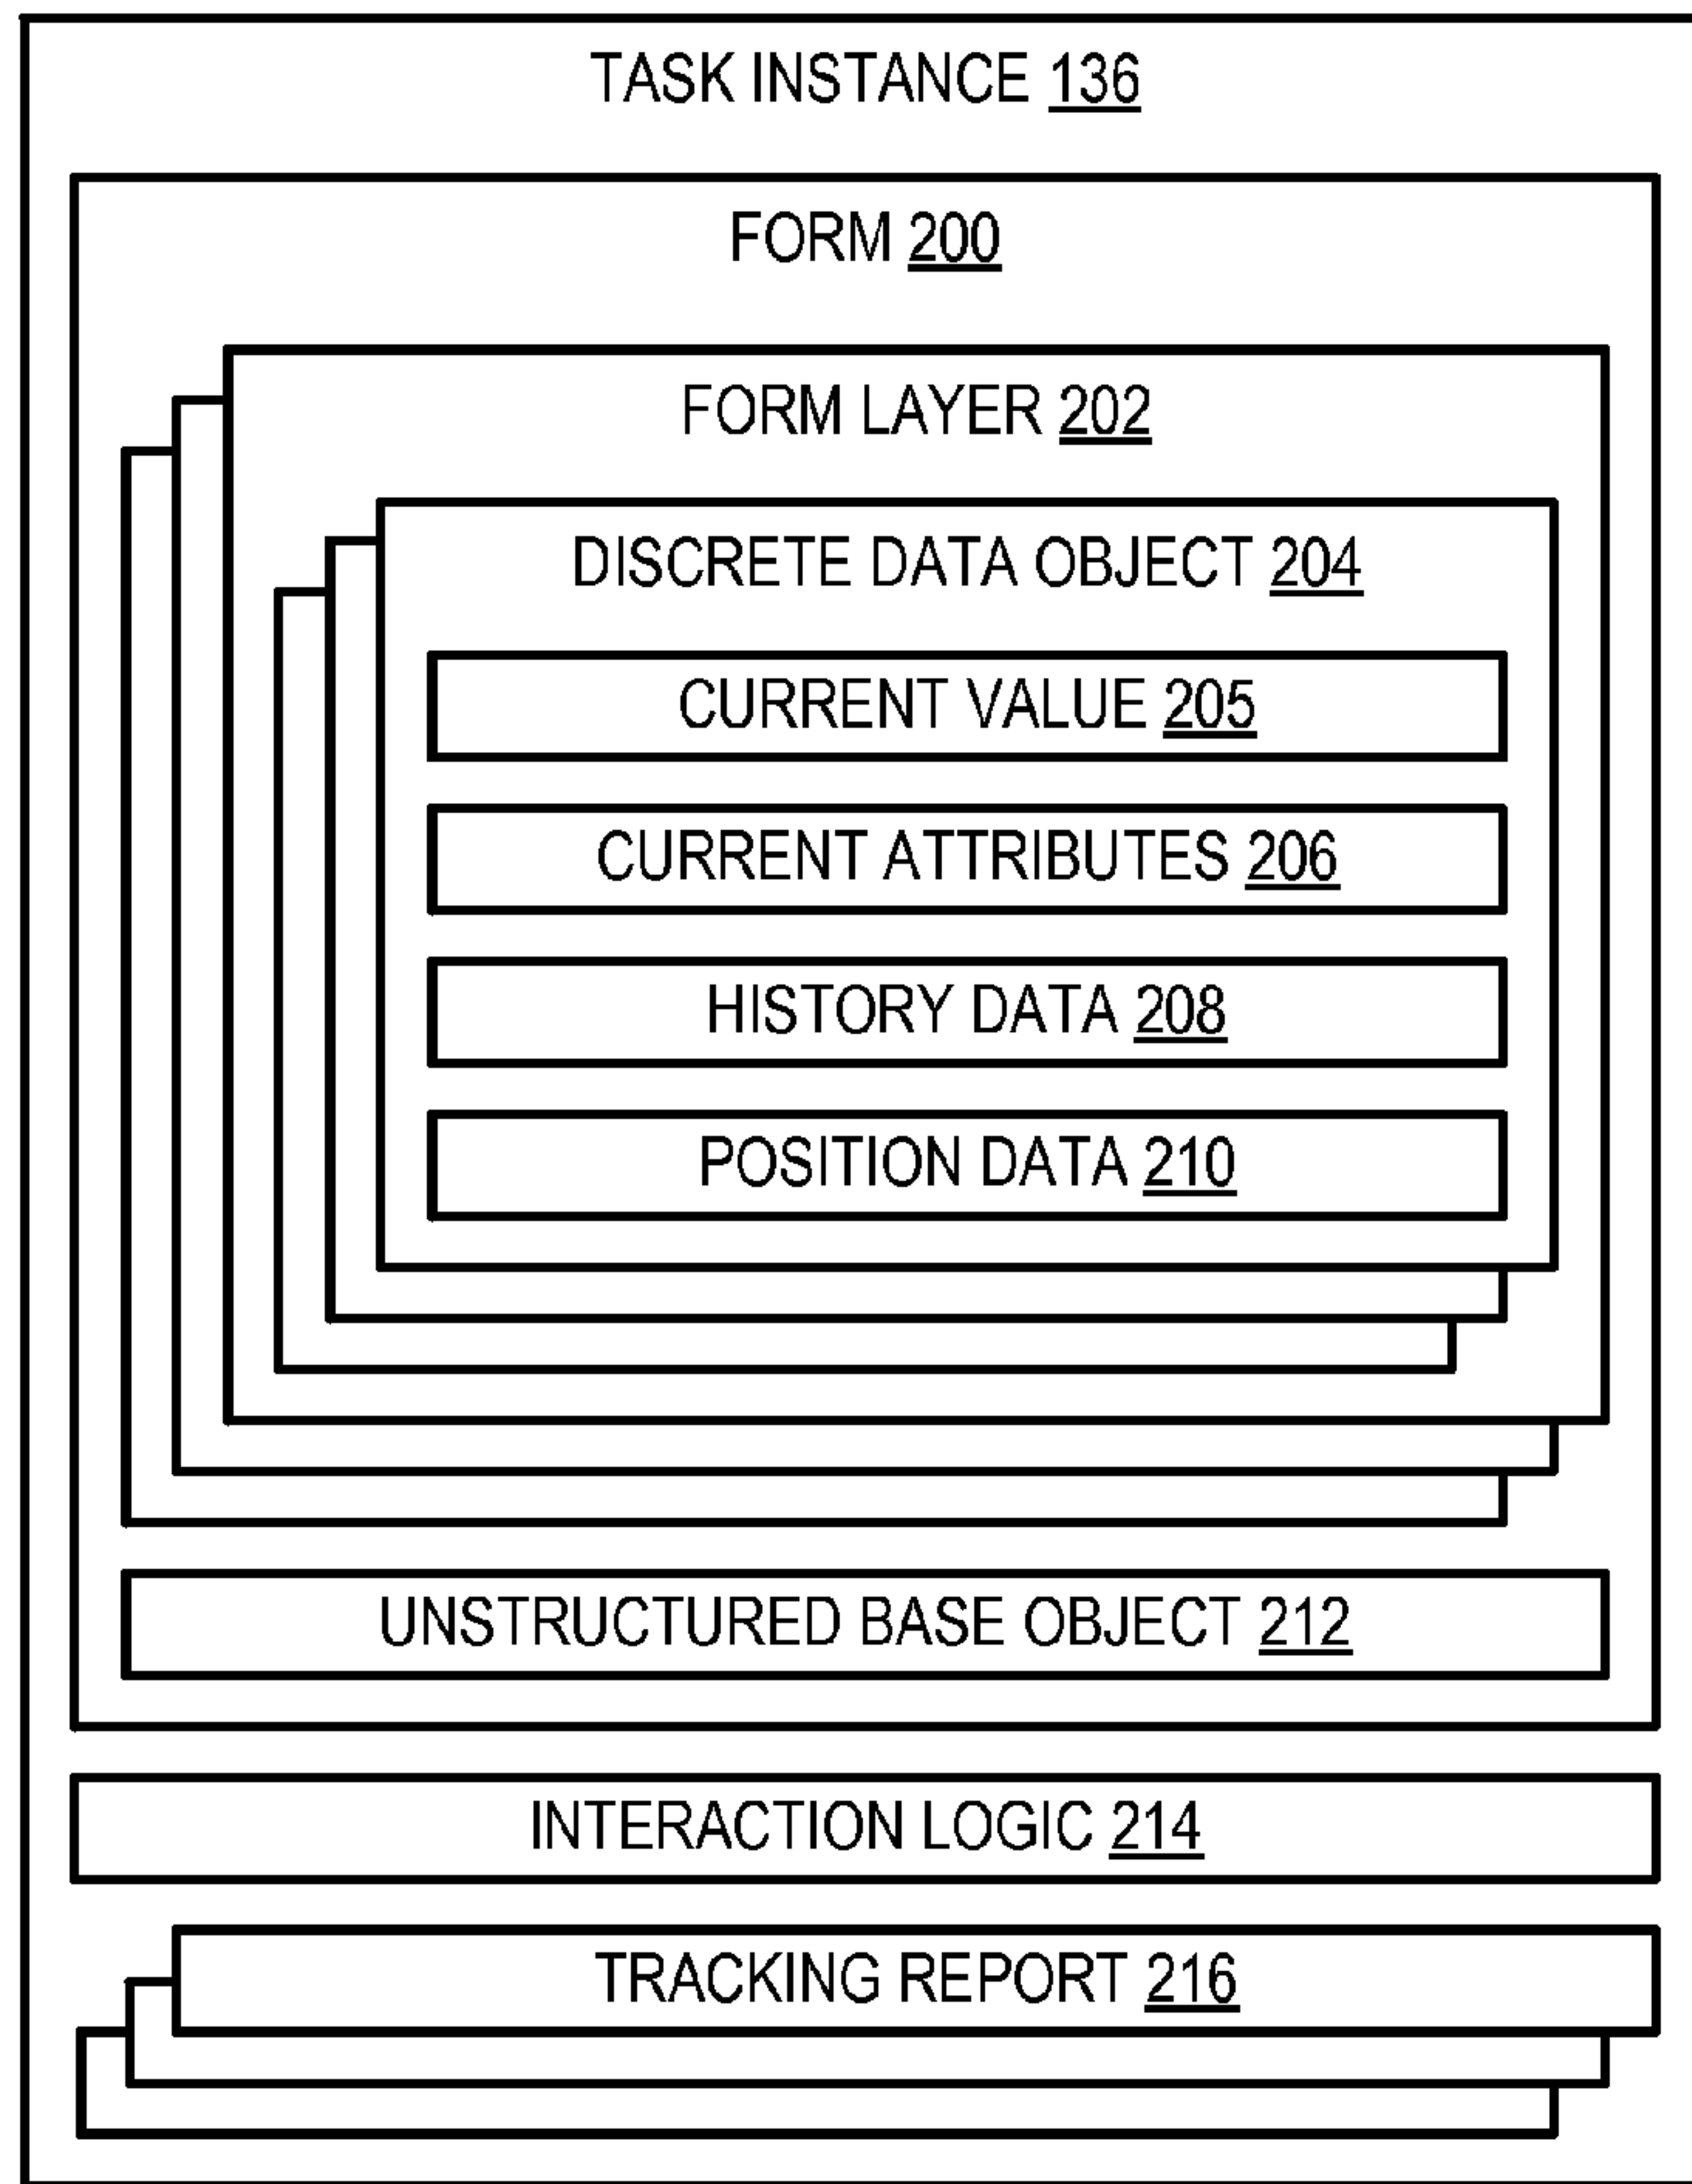 TASK INSTANCE 136
FORM 200
FORM LAYER 202
DISCRETE DATA OBJECT 204
CURRENT VALUE 205
CURRENT ATTRIBUTES 206
HISTORY DATA 208
POSITION DATA 210
UNSTRUCTURED BASE OBJECT 212
INTERACTION LOGIC 214
TRACKING REPORT 216